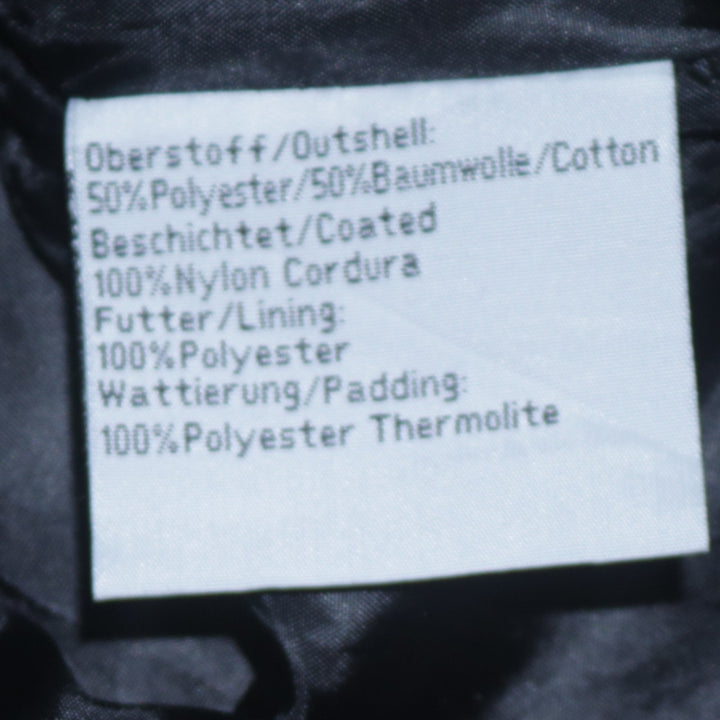 Oberstoff/Outshell:
50%Polyester/50%Baumwolle/Cotton
Beschichtet/Coated
100%Nylon Cordura
Futter/Lining:
100%Polyester
Wattierung/Padding:
100%Polyester Thermolite